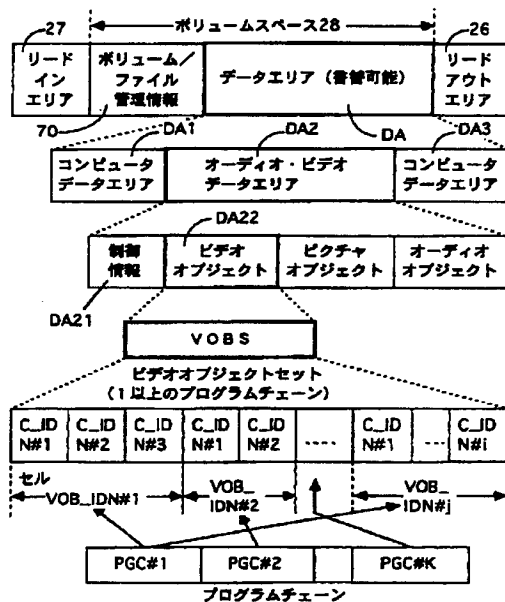 27
ボリュームスペース28
26
リード
イン
エリア
ボリューム／
ファイル
管理情報
データエリア（書替可能）
リード
アウト
エリア
70
DA1
DA2
DA
DA3
コンピュータ
データエリア
オーディオ・ビデオ
データエリア
コンピュータ
データエリア
DA22
制御
情報
ビデオ
オブジェクト
ピクチャ
オブジェクト
オーディオ
オブジェクト
DA21
VOBS
ビデオオブジェクトセット
（1以上のプログラムチェーン）
C_ID
N#1
C_ID
N#2
C_ID
N#3
C_ID
N#1
C_ID
N#2
-----
C_ID
N#1
----
C_ID
N#i
セル
VOB_IDN#1
VOB_
IDN#2
VOB_
IDN#j
PGC#1
PGC#2
PGC#K
プログラムチェーン